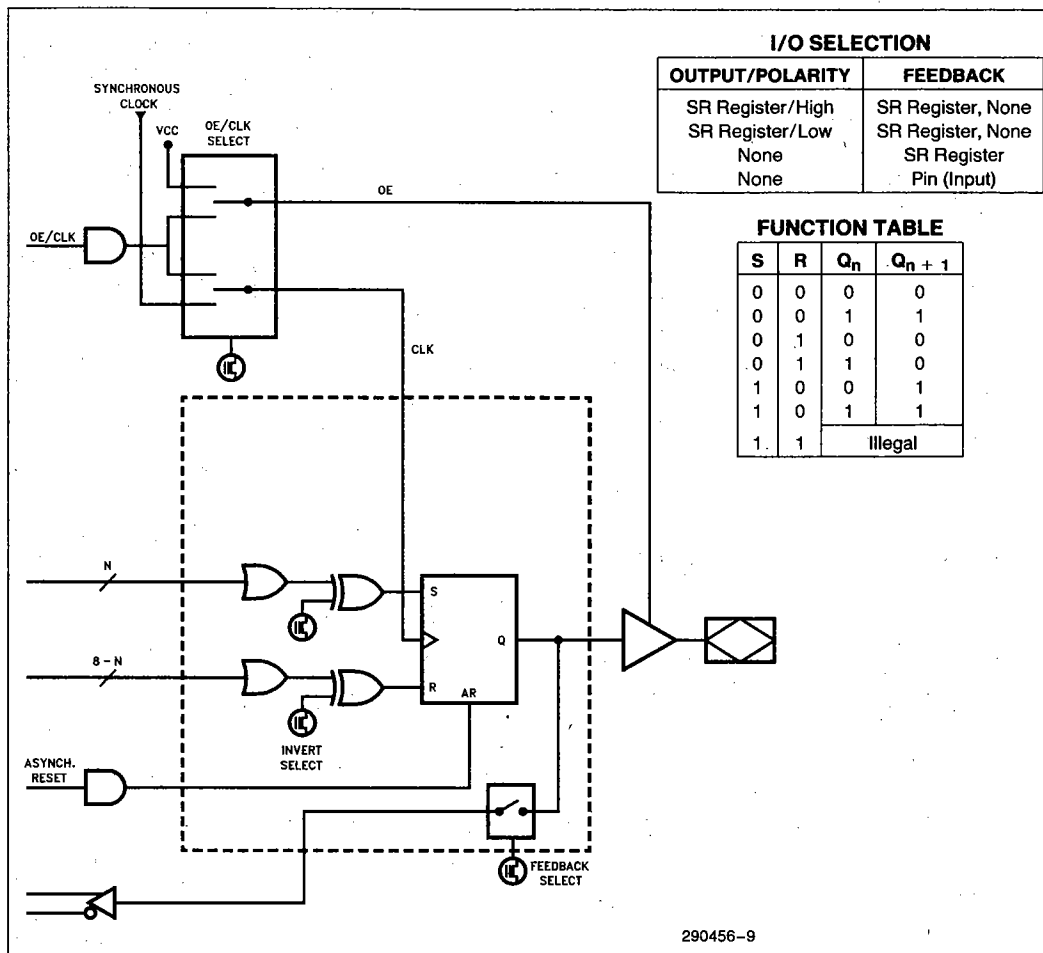 I/O SELECTION
OUTPUT/POLARITY FEEDBACK
SR Register/High SR Register, None
SR Register/Low SR Register, None
None SR Register
None Pin (Input)
FUNCTION TABLE
S R Qn Qn + 1
0 0 0 0
0 0 1 1
0 1 0 0
0 1 1 0
1 0 0 1
1 0 1 1
1 1 Illegal
SYNCHRONOUS
CLOCK
VCC
OE/CLK
SELECT
OE
OE/CLK
CLK
N
S
Q
8 - N
R
AR
INVERT
SELECT
ASYNCH.
RESET
FEEDBACK
SELECT
290456-9